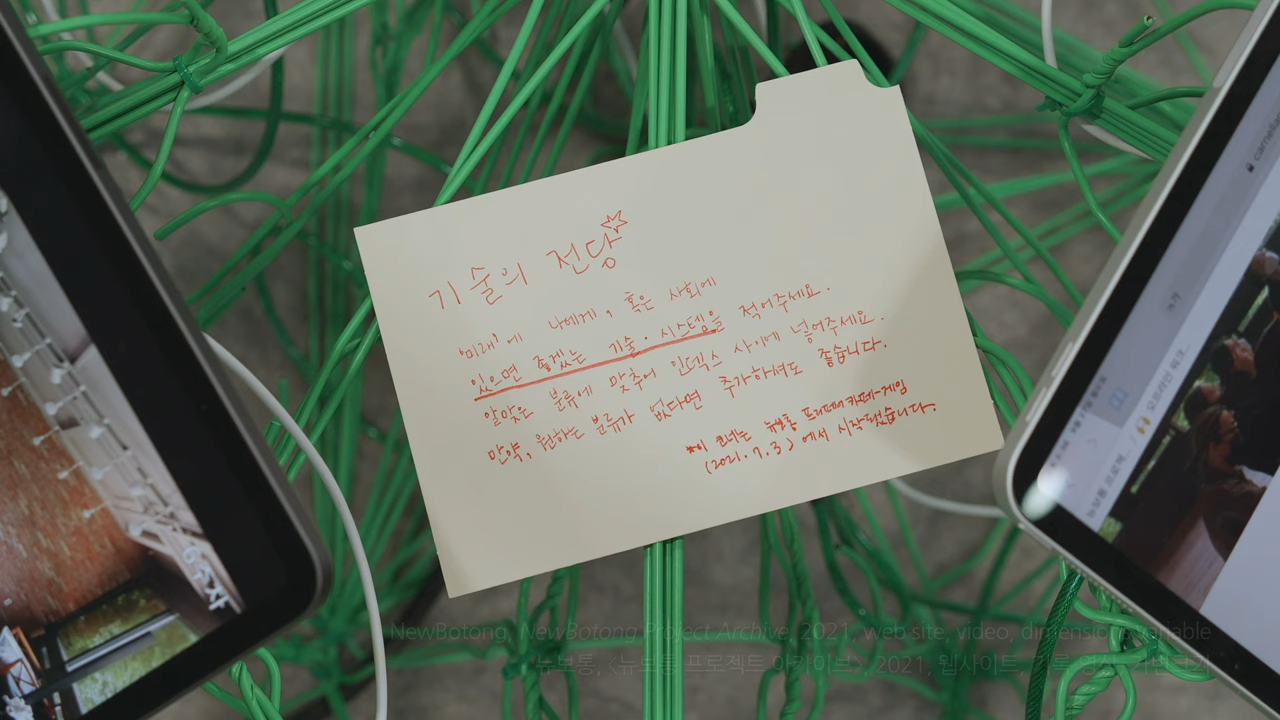 기술의 전당
'미래'에 나에게, 혹은 사회에
있으면 좋겠는 기술·시스템을 적어주세요.
알맞은 분류에 맞추어 인덱스 사이에 넣어주세요.
만약, 원하는 분류가 없다면 추가하셔도 좋습니다.
*이 코너는 뉴보통 프리페카페-게임
(2021.7.3) 에서 시작되었습니다.
NewBotong, NewBotong Project Archive, 2021, web site, video, dimensions variable
뉴보통, <뉴보통 프로젝트 아카이브>, 2021, 웹사이트, 기록 영상, 가변크기